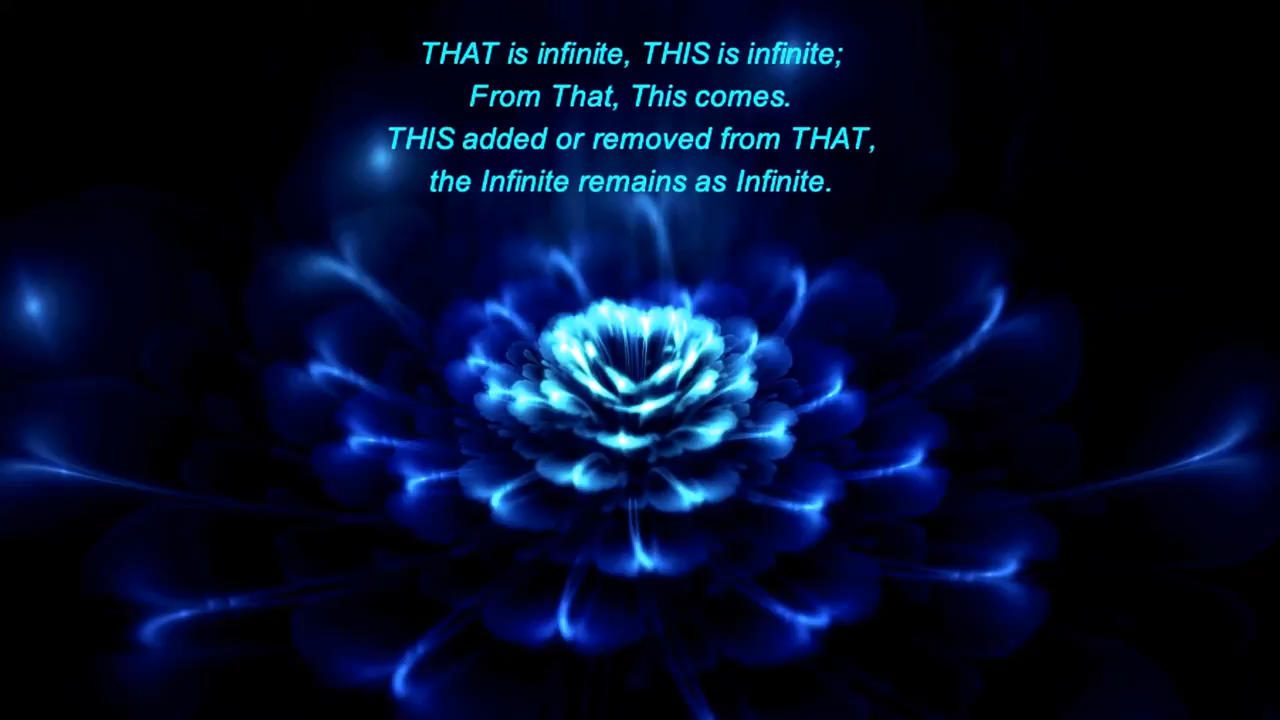 THAT is infinite, THIS is infinite;
From That, This comes.
THIS added or removed from THAT,
the Infinite remains as Infinite.